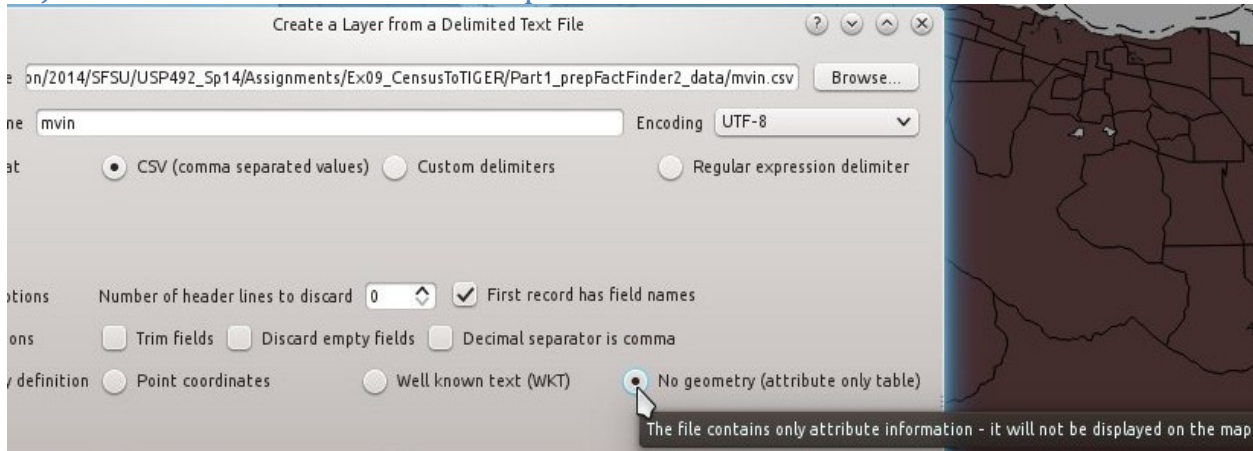 Create a Layer from a Delimited Text File
e on/2014/SFSU/USP492_Sp14/Assignments/Ex09_CensusToTIGER/Part1_prepFactFinder2_data/mvin.csv Browse...
ne mvin Encoding UTF-8
at CSV (comma separated values) Custom delimiters Regular expression delimiter
otions Number of header lines to discard 0 First record has field names
ons Trim fields Discard empty fields Decimal separator is comma
y definition Point coordinates Well known text (WKT) No geometry (attribute only table)
The file contains only attribute information - it will not be displayed on the map